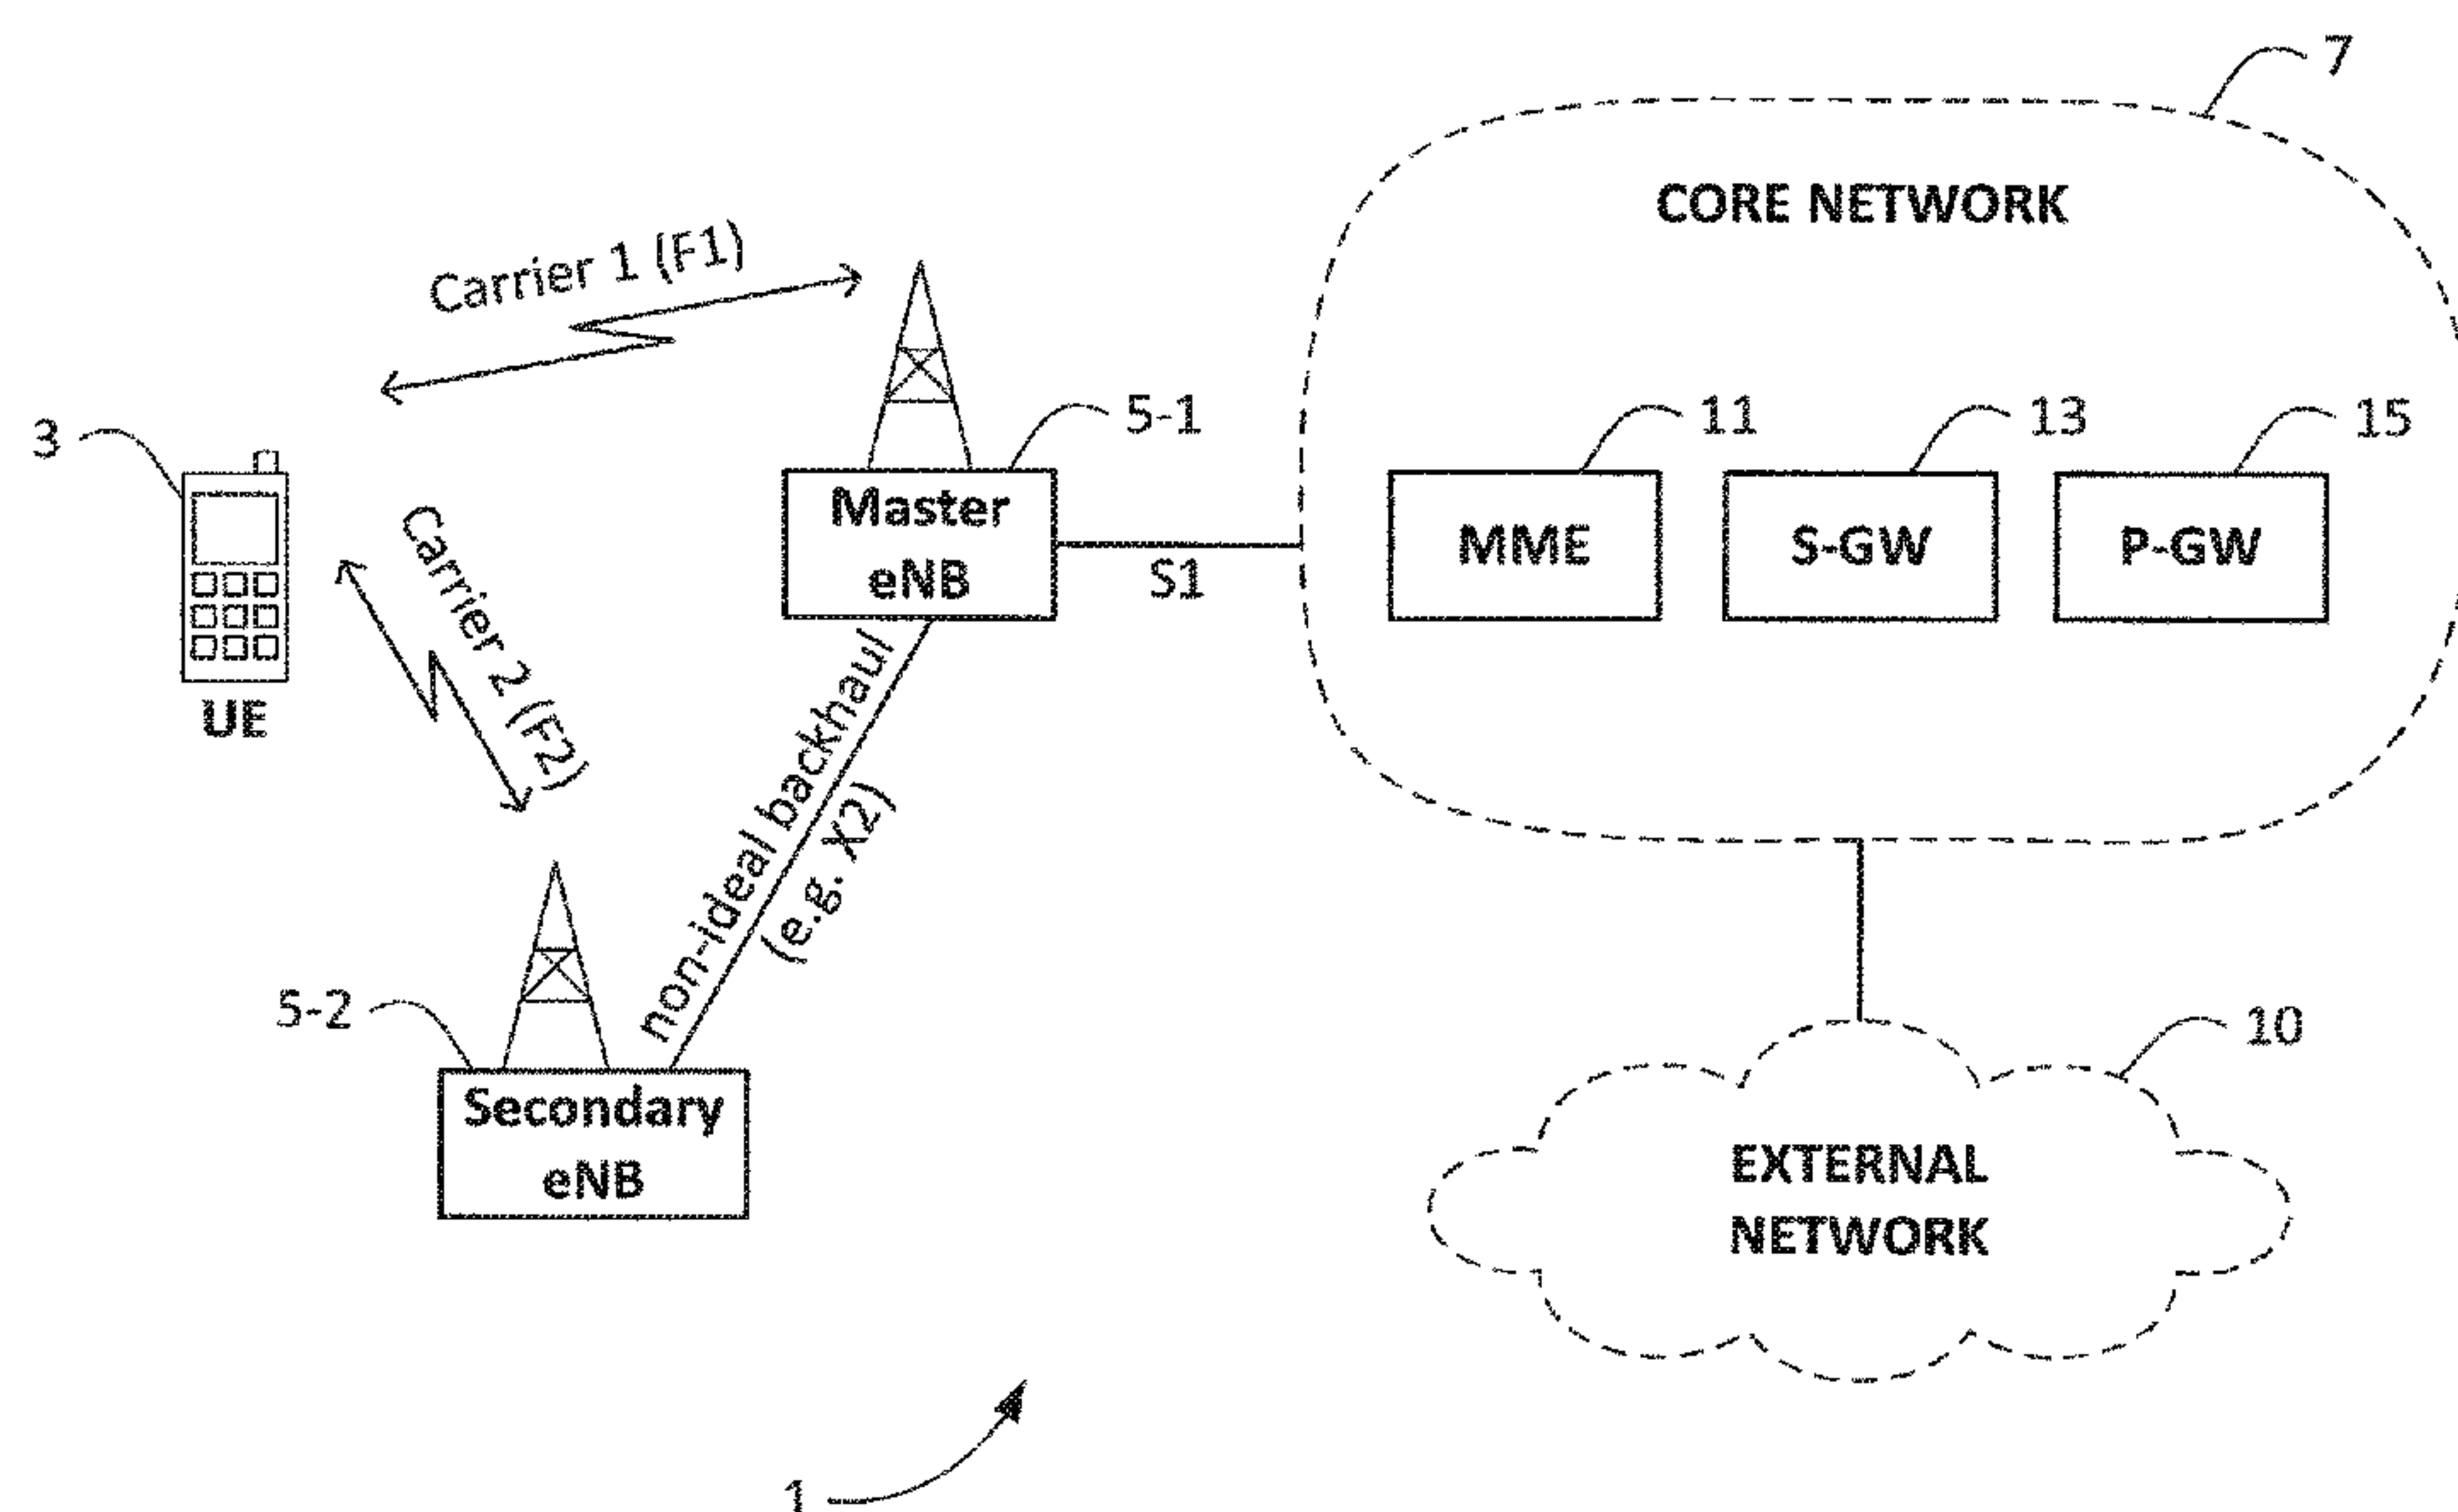 7
CORE NETWORK
Carrier 1 (F1)
3
5-1
11
13
15
Master
eNB
S1
MME
S-GW
P-GW
Carrier 2 (F2)
UE
non-ideal backhaul
(e.g. X2)
5-2
Secondary
eNB
10
EXTERNAL
NETWORK
1